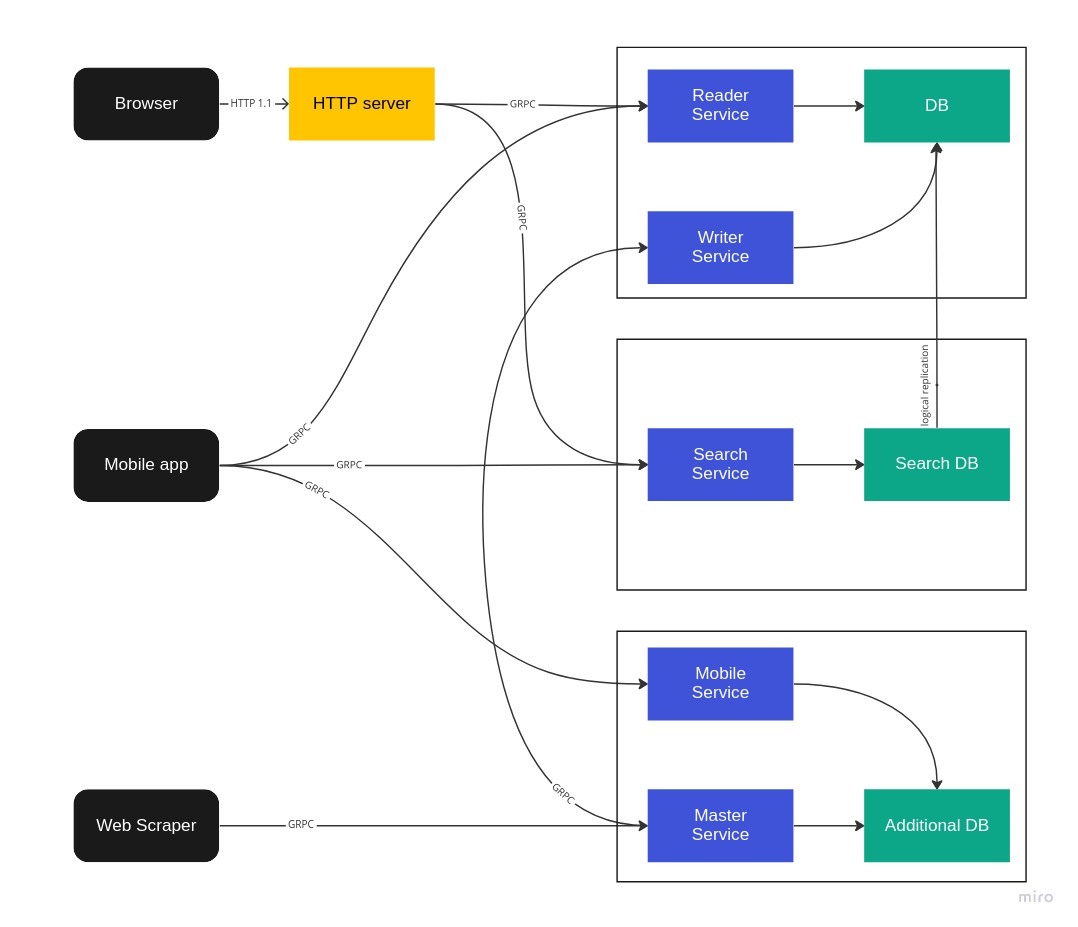 Browser
HTTP 1.1
HTTP server
GRPC
Reader
Service
DB
GRPC
Writer
Service
logical replication
Mobile app
GRPC
GRPC
GRPC
Search
Service
Search DB
Mobile
Service
Web Scraper
GRPC
GRPC
Master
Service
Additional DB
miro